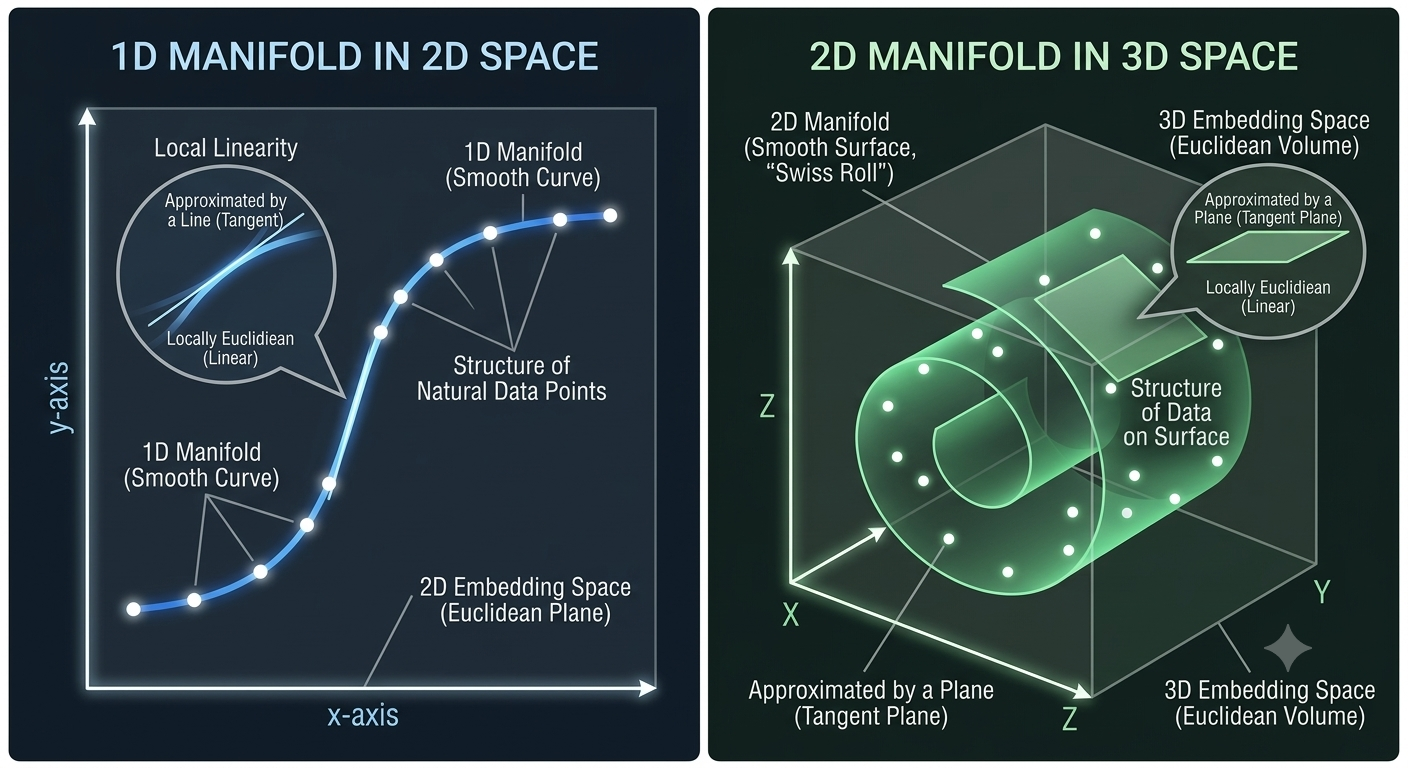 1D MANIFOLD IN 2D SPACE
Local Linearity
Approximated by
a Line (Tangent)
Locally Euclidiean
(Linear)
1D Manifold
(Smooth Curve)
Structure of
Natural Data Points
y-axis
1D Manifold
(Smooth Curve)
2D Embedding Space
(Euclidean Plane)
x-axis
2D MANIFOLD IN 3D SPACE
2D Manifold
(Smooth Surface,
“Swiss Roll”)
3D Embedding Space
(Euclidean Volume)
Approximated by a
Plane (Tangent Plane)
Locally Euclidiean
(Linear)
Z
Structure
of Data
on Surface
X
Y
Approximated by a Plane
(Tangent Plane)
Z
3D Embedding Space
(Euclidean Volume)